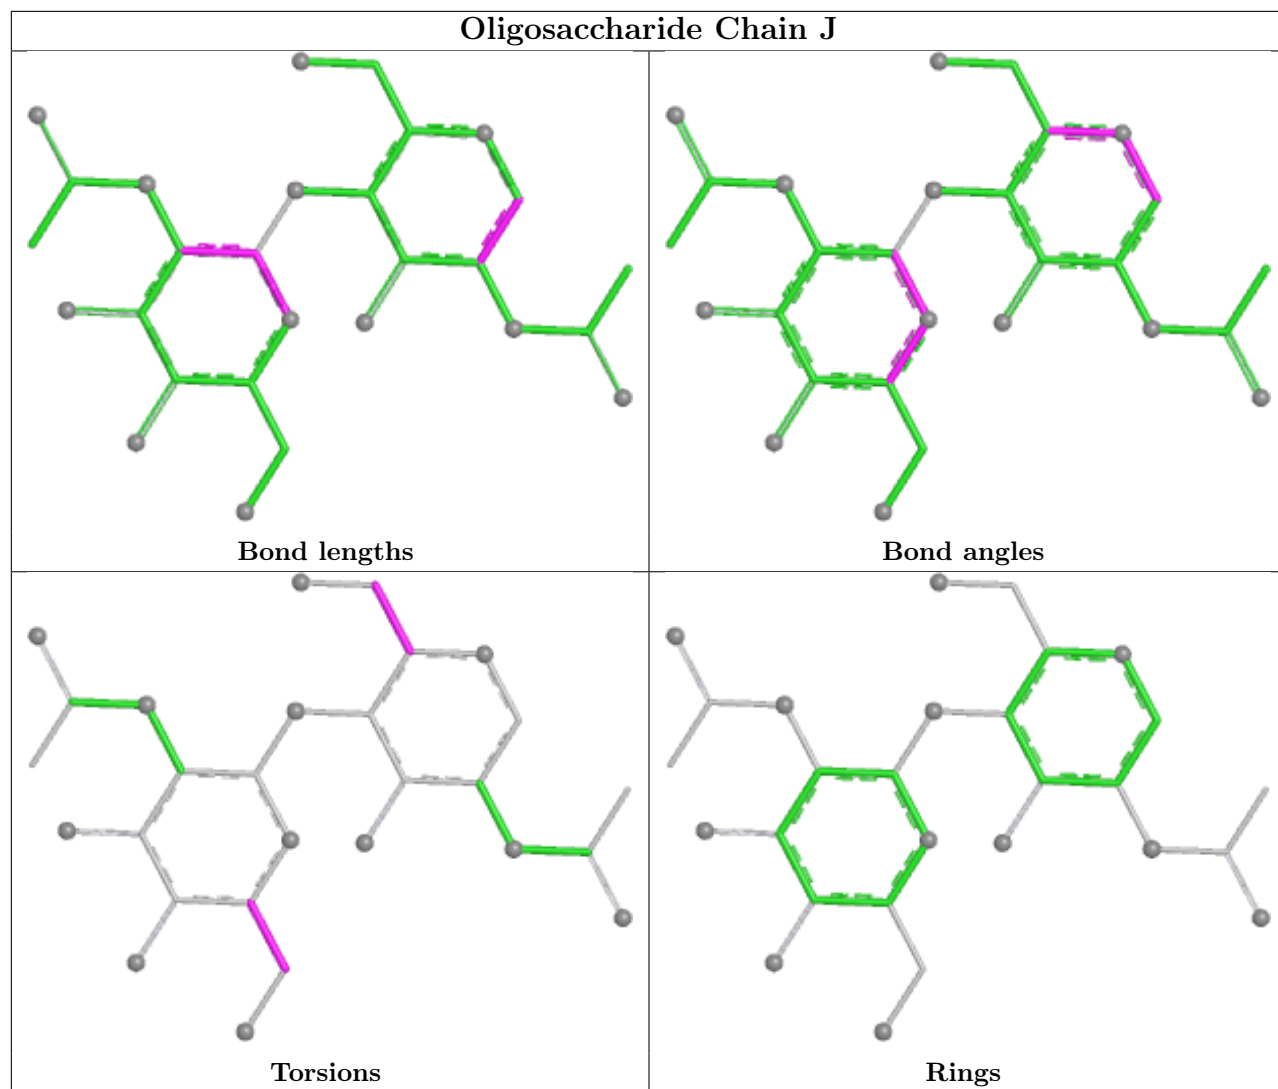 Oligosaccharide Chain J
Bond lengths
Bond angles
Torsions
Rings